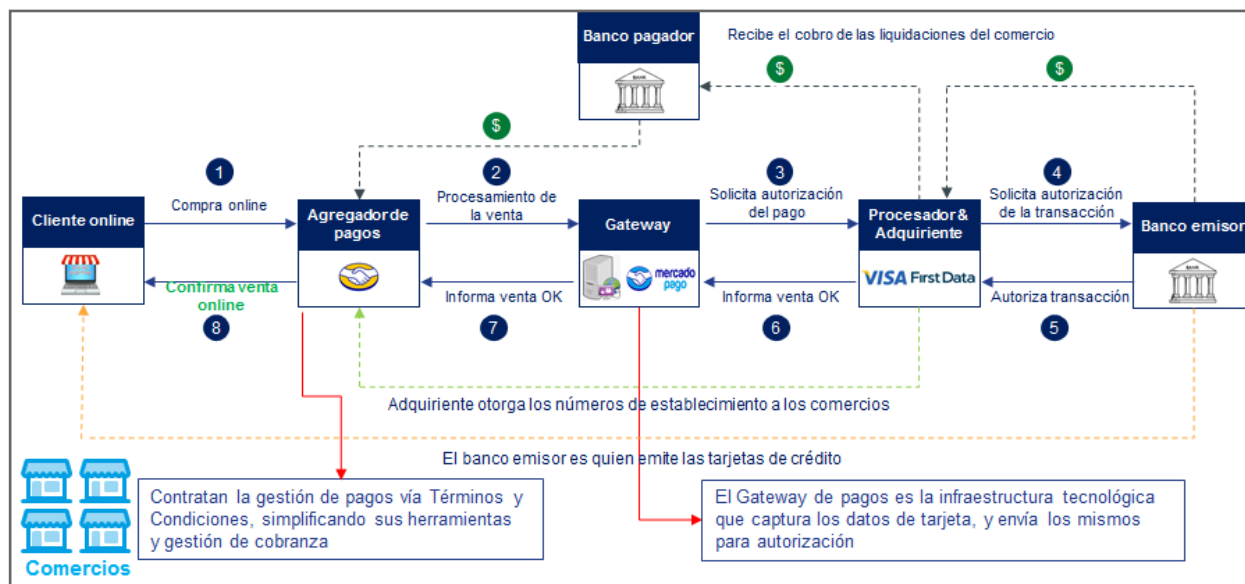 Banco pagador
Recibe el cobro de las liquidaciones del comercio
BANK
$
$
$
1
2
3
4
Compra online
Procesamiento de
la venta
Solicita autorización
del pago
Solicita autorización
de la transacción
Cliente online
Agregador de
pagos
Gateway
Procesador &
Adquiriente
Banco emisor
mercado
pago
VISA First Data
BANK
Confirma venta
online
Informa venta OK
Informa venta OK
Autoriza transacción
8
7
6
5
Adquiriente otorga los números de establecimiento a los comercios
El banco emisor es quien emite las tarjetas de crédito
Contratan la gestión de pagos vía Términos y
Condiciones, simplificando sus herramientas
y gestión de cobranza
El Gateway de pagos es la infraestructura tecnológica
que captura los datos de tarjeta, y envía los mismos
para autorización
Comercios